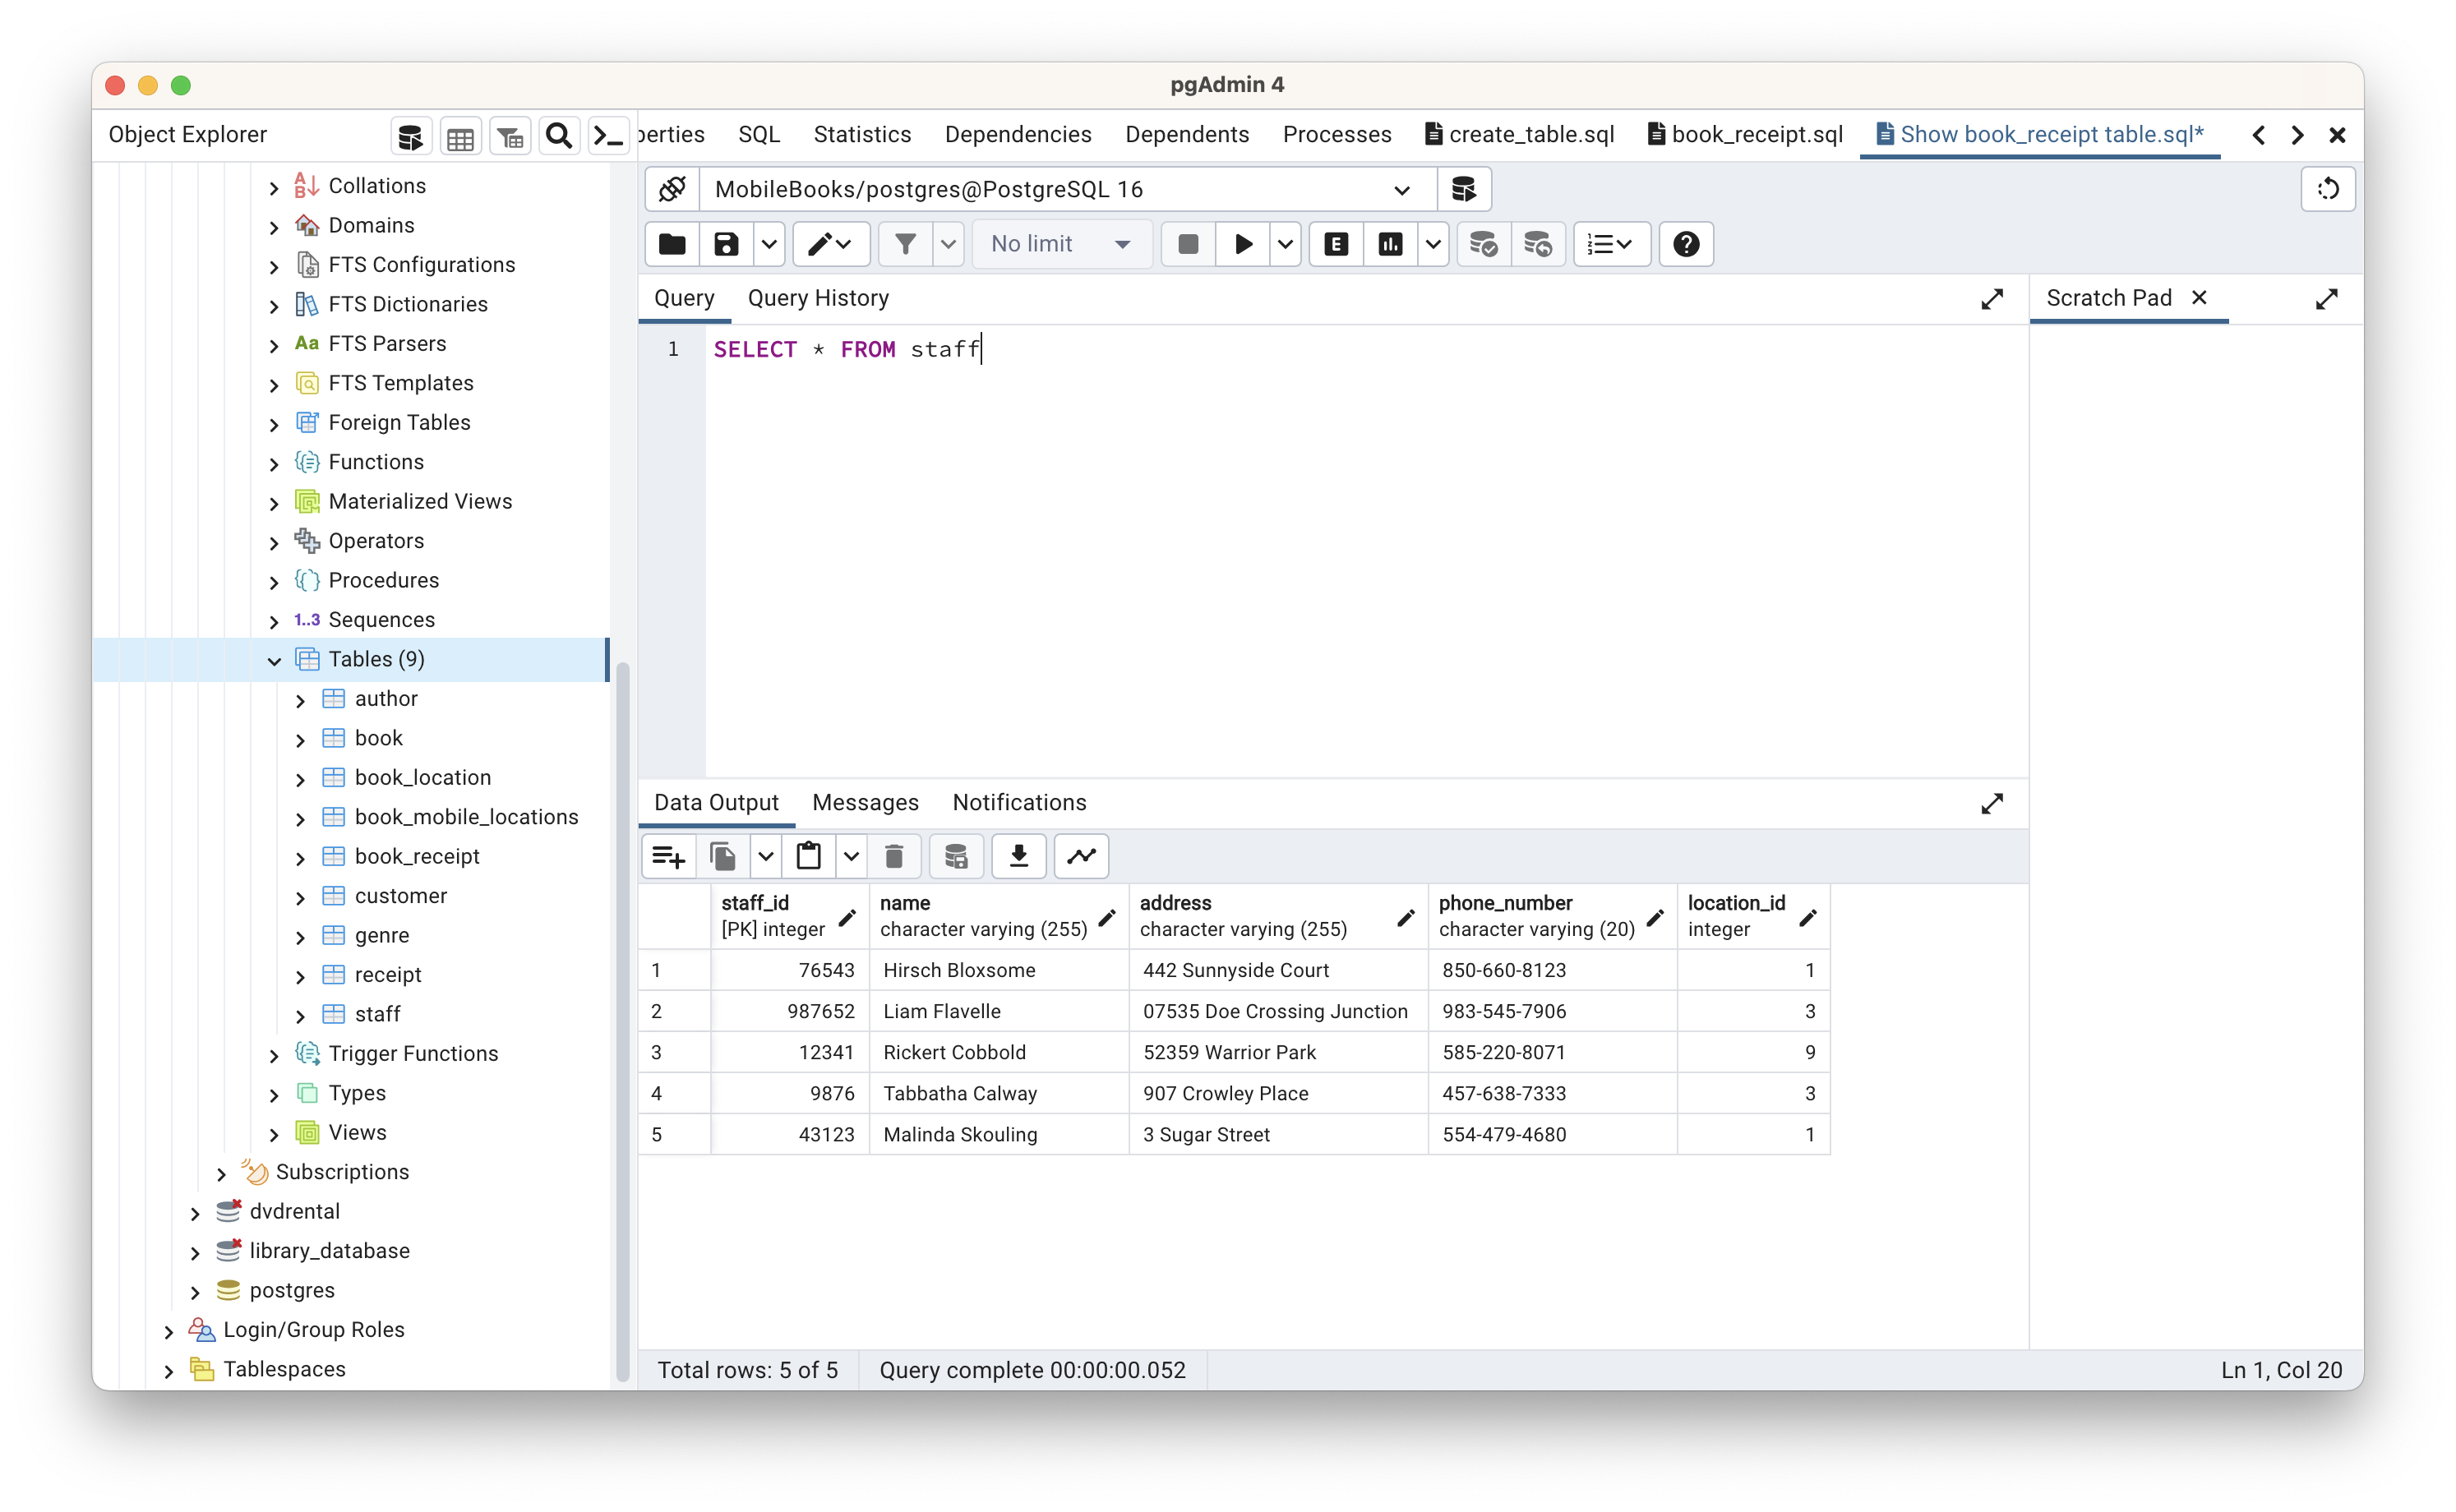 pgAdmin 4
Object Explorer
perties SQL Statistics Dependencies Dependents Processes create_table.sql book_receipt.sql Show book_receipt table.sql*
MobileBooks/postgres@PostgreSQL 16
No limit
E
Query Query History
Scratch Pad
1 SELECT * FROM staff
Collations
Domains
FTS Configurations
FTS Dictionaries
Aa FTS Parsers
FTS Templates
Foreign Tables
Functions
Materialized Views
Operators
Procedures
1..3 Sequences
Tables (9)
author
book
book_location
book_mobile_locations
book_receipt
customer
genre
receipt
staff
Trigger Functions
Types
Views
Subscriptions
dvdrental
library_database
postgres
Login/Group Roles
Tablespaces
Data Output Messages Notifications
staff_id name address phone_number location_id
[PK] integer character varying (255) character varying (255) character varying (20) integer
1 76543 Hirsch Bloxsome 442 Sunnyside Court 850-660-8123 1
2 987652 Liam Flavelle 07535 Doe Crossing Junction 983-545-7906 3
3 12341 Rickert Cobbold 52359 Warrior Park 585-220-8071 9
4 9876 Tabbatha Calway 907 Crowley Place 457-638-7333 3
5 43123 Malinda Skouling 3 Sugar Street 554-479-4680 1
Total rows: 5 of 5 Query complete 00:00:00.052 Ln 1, Col 20